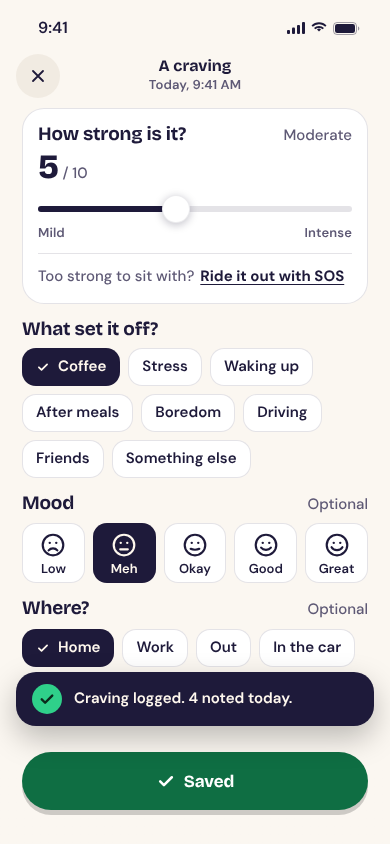 9:41
A craving
Today, 9:41 AM
How strong is it?
Moderate
5 / 10
Mild
Intense
Too strong to sit with? Ride it out with SOS
What set it off?
Coffee
Stress
Waking up
After meals
Boredom
Driving
Friends
Something else
Mood
Optional
Low
Meh
Okay
Good
Great
Where?
Optional
Home
Work
Out
In the car
Craving logged. 4 noted today.
Saved